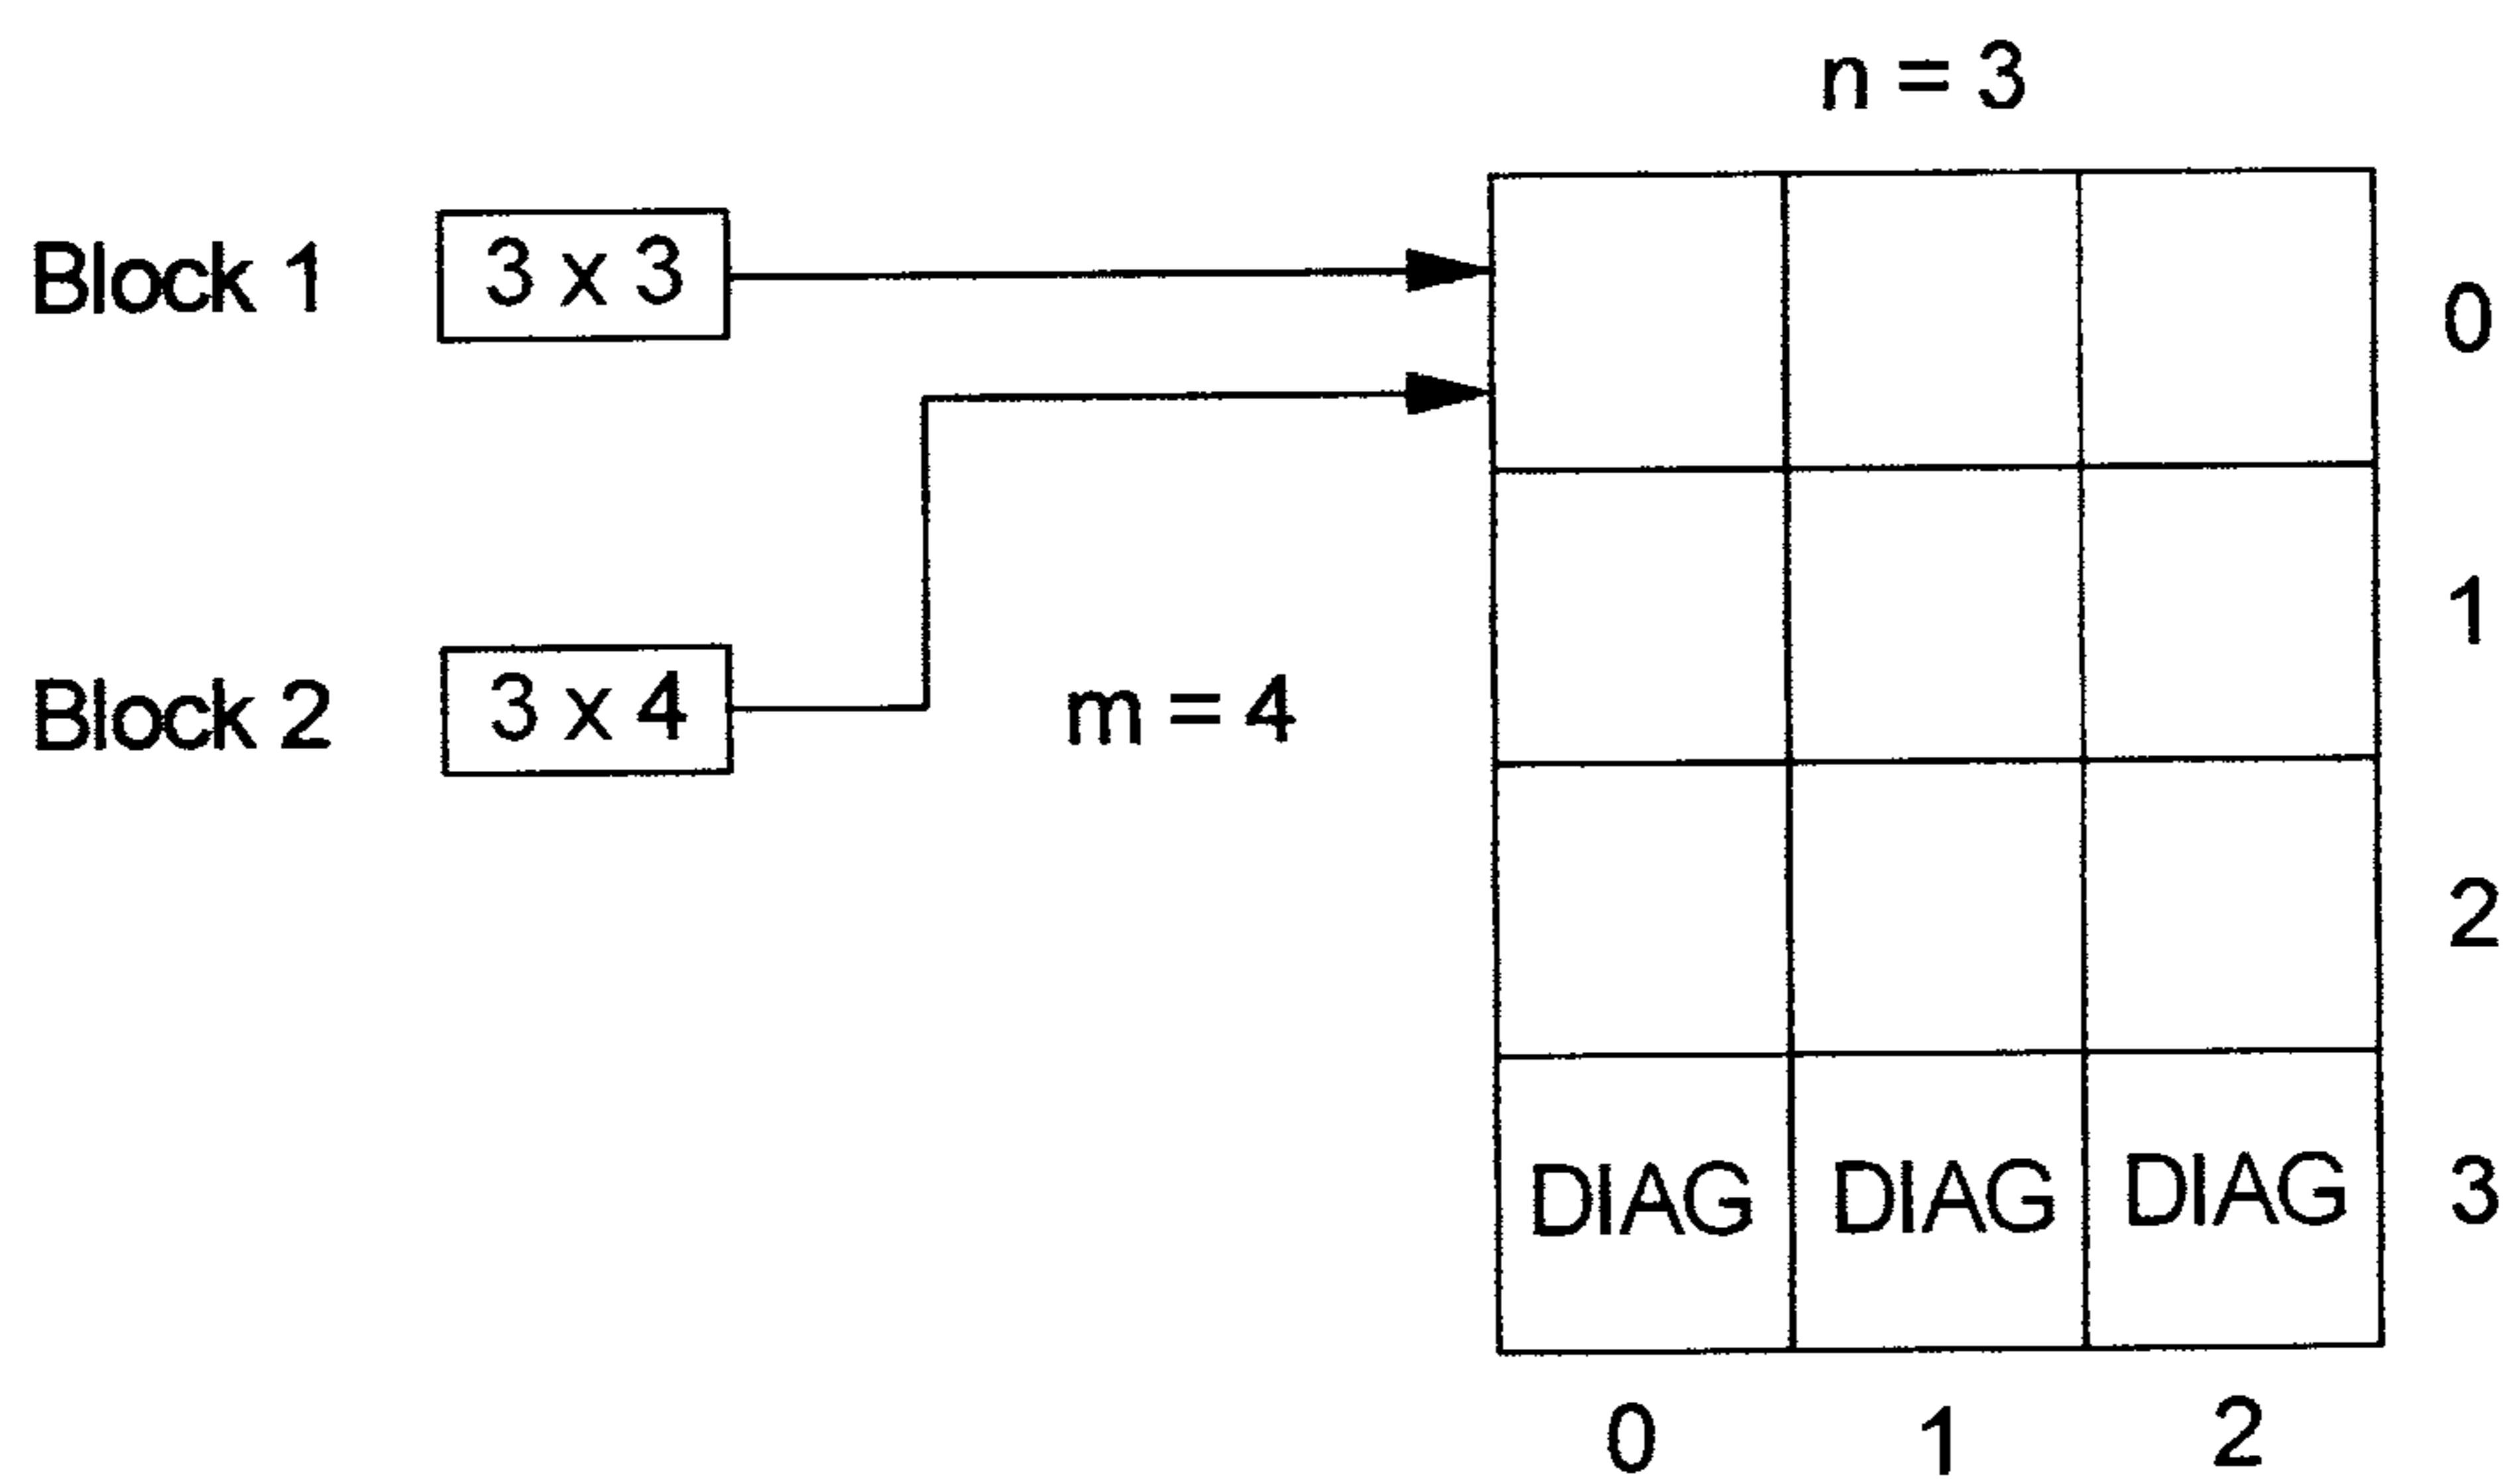 n = 3
Block 1 3 x 3
0
1
Block 2 3 x 4 m = 4
2
DIAG DIAG DIAG 3
0 1 2